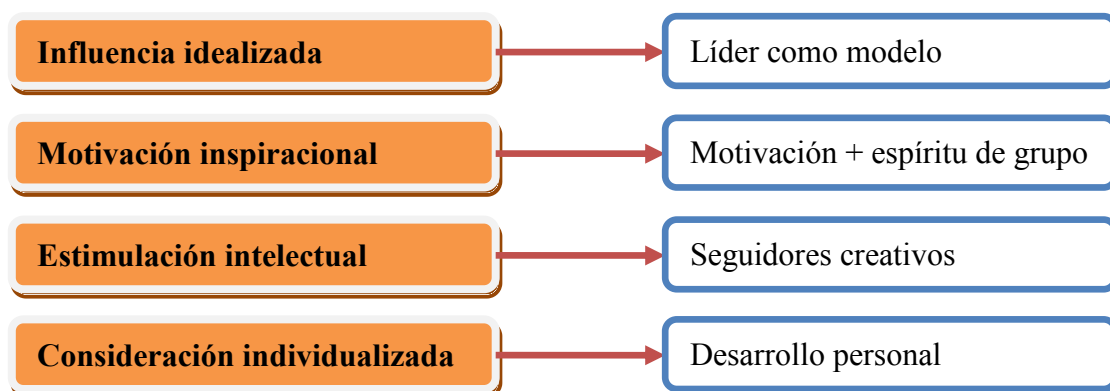 Influencia idealizada
Líder como modelo
Motivación inspiracional
Motivación + espíritu de grupo
Estimulación intelectual
Seguidores creativos
Consideración individualizada
Desarrollo personal